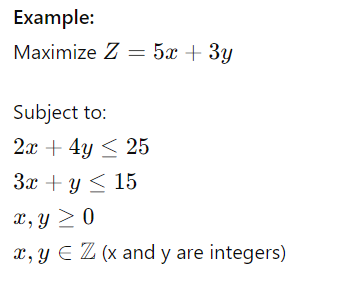 Example:
Maximize Z = 5x + 3y
Subject to:
2x + 4y ≤ 25
3x + y ≤ 15
x, y ≥ 0
x, y ∈ ℤ (x and y are integers)